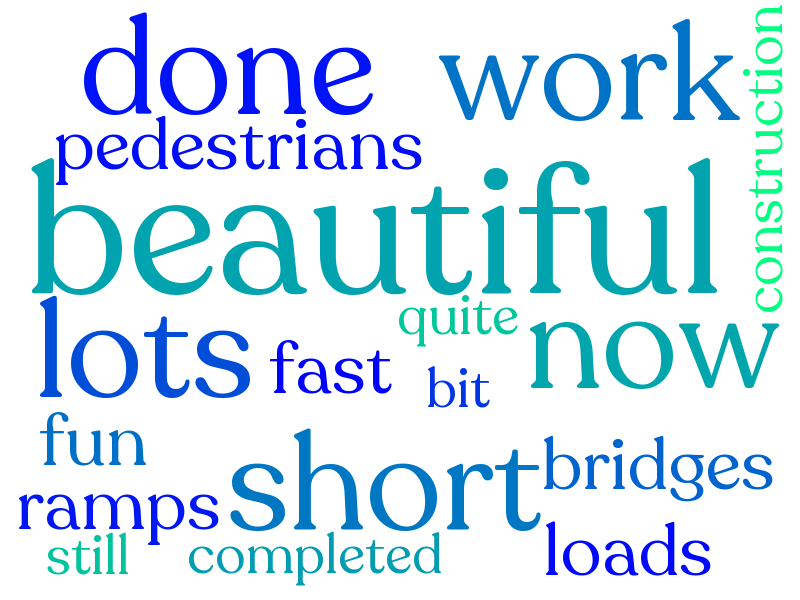 done work
construction
pedestrians
beautiful
lots
quite
now
fast
bit
fun
short
bridges
ramps
still
completed
loads